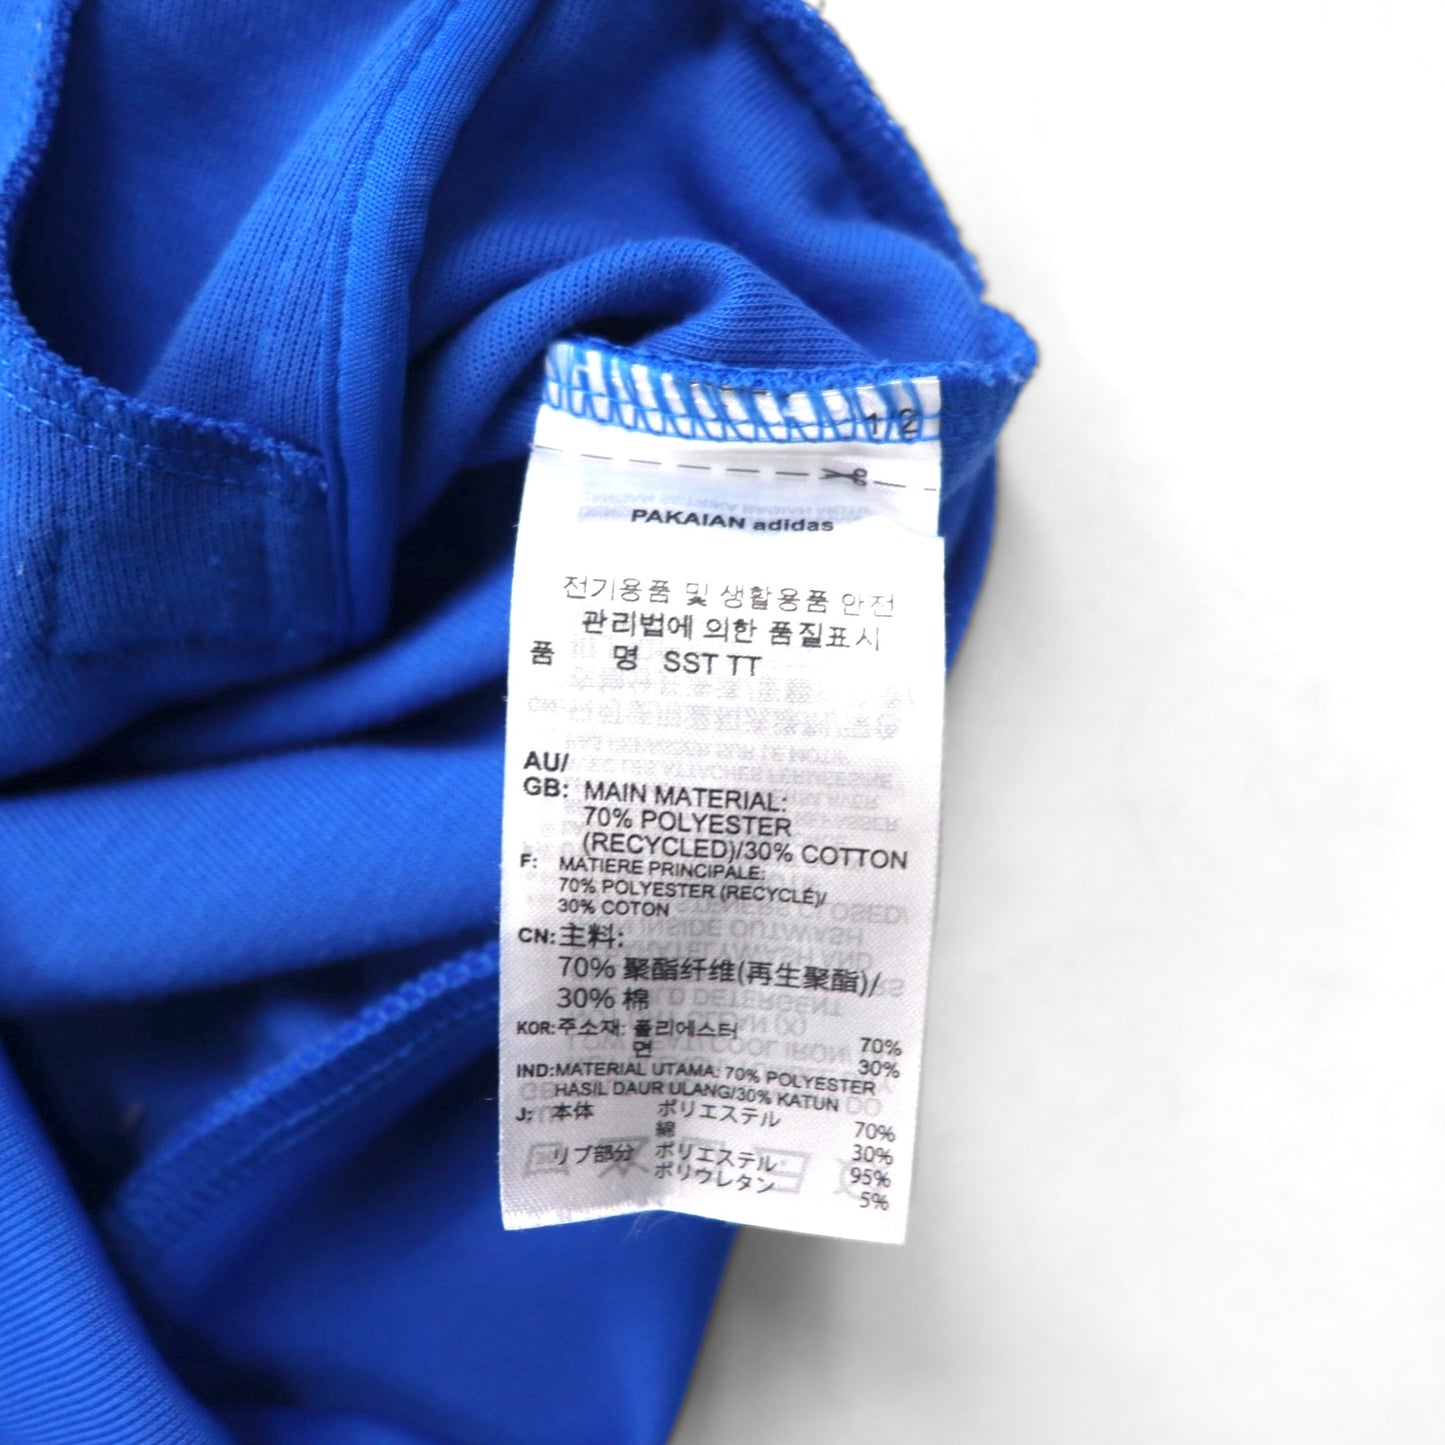 1/2
PAKAIAN adidas
전기용품 및 생활용품 안전
관리법에 의한 품질표시
품 명 SST TT
AU/
GB: MAIN MATERIAL:
70% POLYESTER
(RECYCLED)/30% COTTON
F: MATIERE PRINCIPALE:
70% POLYESTER (RECYCLÉ)/
30% COTON
CN:主料:
70% 聚酯纤维(再生聚酯)/
30% 棉
KOR:주소재: 폴리에스터 70%
면 30%
IND:MATERIAL UTAMA: 70% POLYESTER
HASIL DAUR ULANG/30% KATUN
J: 本体 ポリエステル 70%
綿 30%
リブ部分 ポリエステル 95%
ポリウレタン 5%